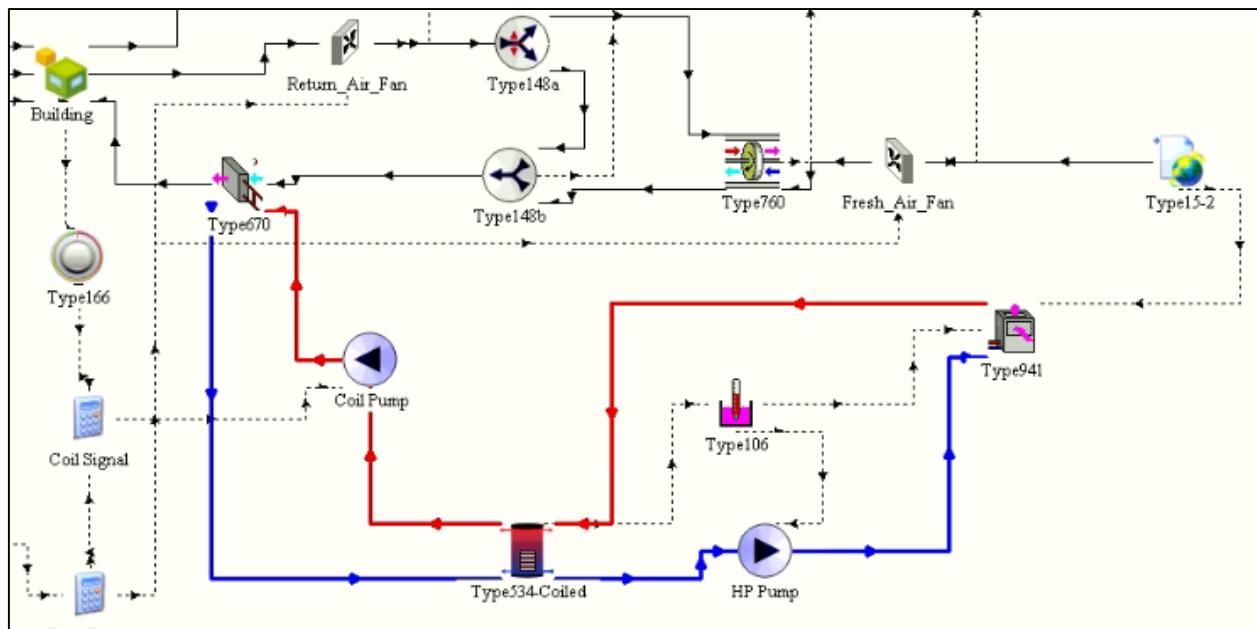 Return_Air_Fan
Type148a
Building
Type148b
Type760
Fresh_Air_Fan
Type15-2
Type670
Type166
Type941
Coil Pump
Type106
Coil Signal
Type534-Coiled
HP Pump